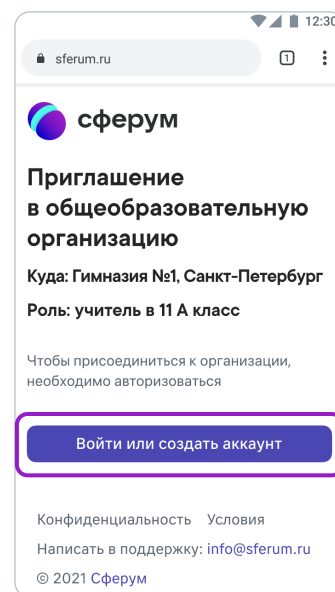 12:30
sferum.ru
1
сферум
Приглашение
в общеобразовательную
организацию
Куда: Гимназия №1, Санкт-Петербург
Роль: учитель в 11 А класс
Чтобы присоединиться к организации,
необходимо авторизоваться
Войти или создать аккаунт
Конфиденциальность Условия
Написать в поддержку: info@sferum.ru
© 2021 Сферум